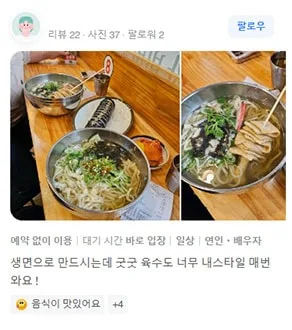 리뷰 22 · 사진 37 · 팔로워 2
팔로우
예약 없이 이용 | 대기 시간 바로 입장 | 일상 | 연인・배우자
생면으로 만드시는데 굿굿 육수도 너무 내스타일 매번
와요 !
음식이 맛있어요
+4